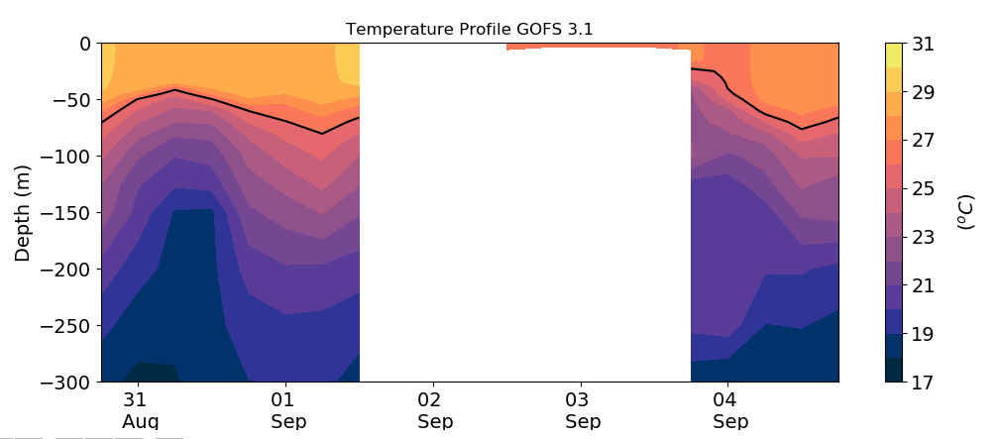 Temperature Profile GOFS 3.1
Depth (m)
0
−50
−100
−150
−200
−250
−300
31
Aug
01
Sep
02
Sep
03
Sep
04
Sep
31
29
27
25
23
21
19
17
(°C)